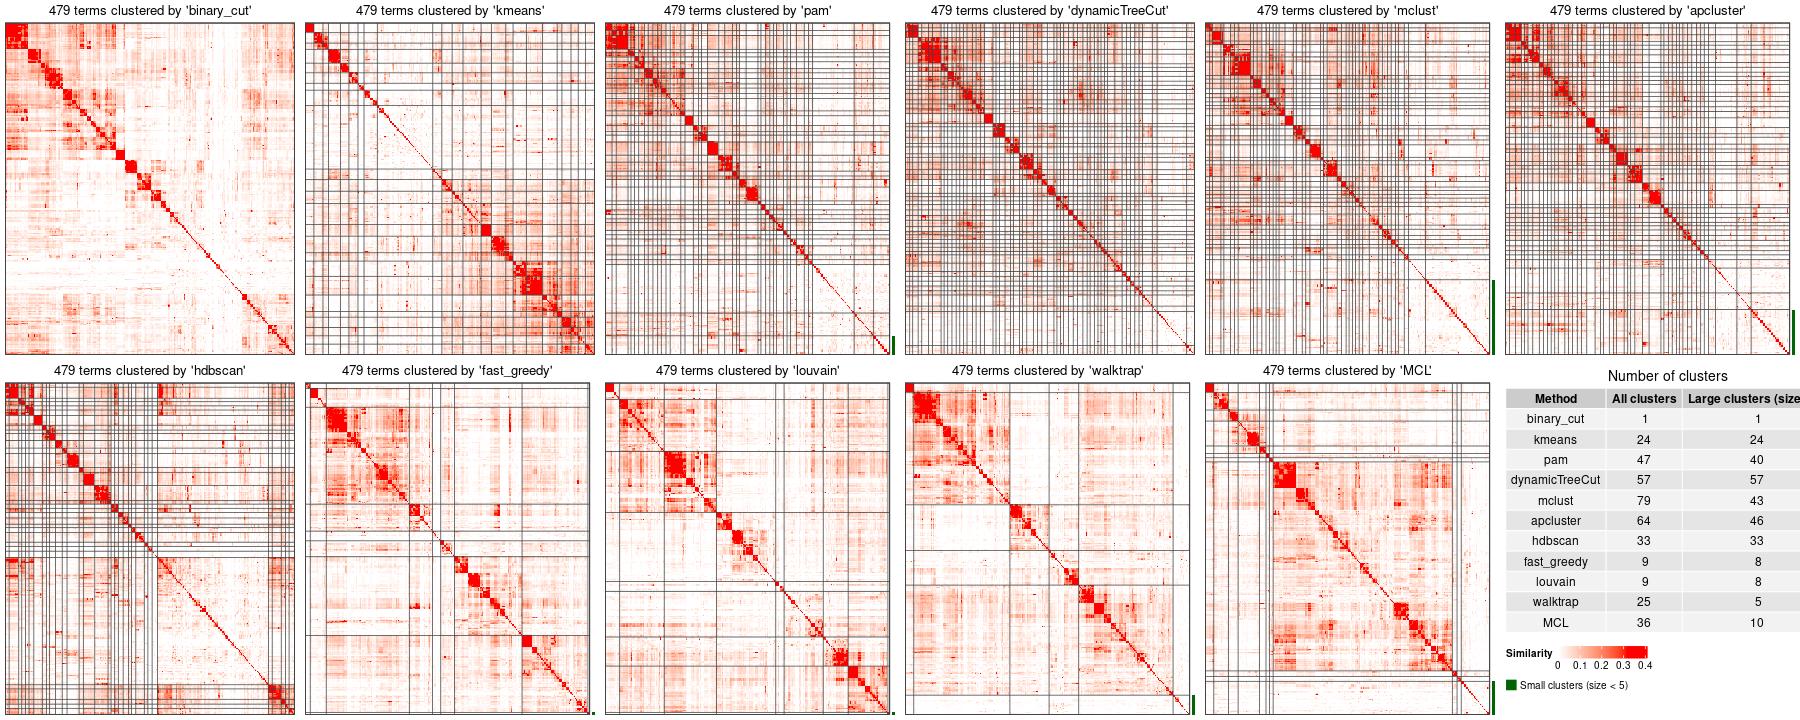 479 terms clustered by 'binary_cut'
479 terms clustered by 'kmeans'
479 terms clustered by 'pam'
479 terms clustered by 'dynamicTreeCut'
479 terms clustered by 'mclust'
479 terms clustered by 'apcluster'
479 terms clustered by 'hdbscan'
479 terms clustered by 'fast_greedy'
479 terms clustered by 'louvain'
479 terms clustered by 'walktrap'
479 terms clustered by 'MCL'
Number of clusters
Method All clusters Large clusters (size
binary_cut 1 1
kmeans 24 24
pam 47 40
dynamicTreeCut 57 57
mclust 79 43
apcluster 64 46
hdbscan 33 33
fast_greedy 9 8
louvain 9 8
walktrap 25 5
MCL 36 10
Similarity
0 0.1 0.2 0.3 0.4
Small clusters (size < 5)